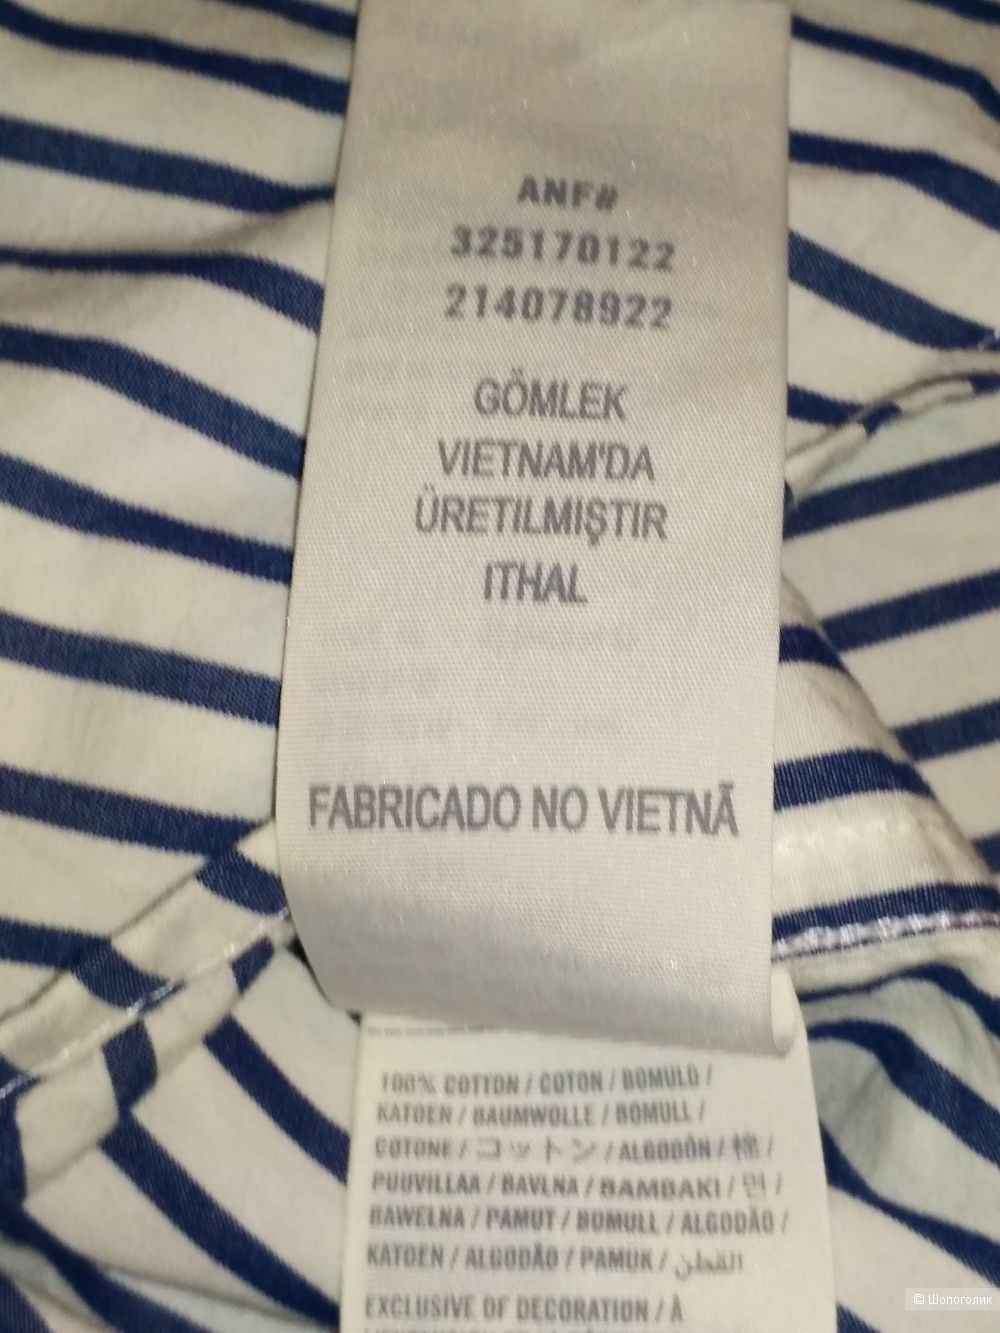 ANF#
325170122
214078922
GÖMLEK
VIETNAM'DA
ÜRETILMIŞTIR
ITHAL
FABRICADO NO VIETNÃ
100% COTTON / COTON / BOMULD /
KATOEN / BAUMWOLLE / BOMULL /
COTONE / コットン / ALGODÓN / 棉 /
PUUVILLAA / BAVLNA / BAMBAKI / 면 /
BAWEŁNA / PAMUT / BOMULL / ALGODÃO /
KATOEN / ALGODÃO / PAMUK / القطن
EXCLUSIVE OF DECORATION / À
© Шопоголик